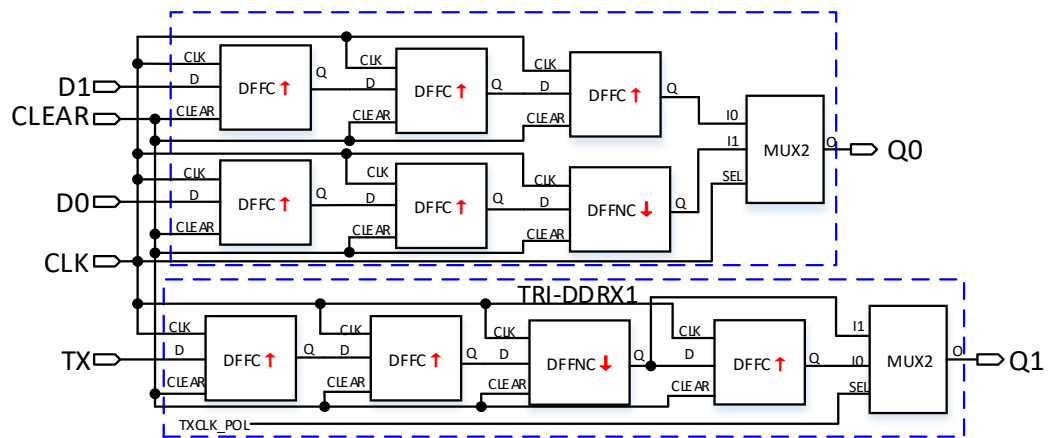 CLK
CLK
CLK
D1
D
DFFC
Q
D
DFFC
Q
D
DFFC
Q
CLEAR
CLEAR
CLEAR
CLEAR
I0
I1
MUX2
O
Q0
SEL
CLK
CLK
CLK
D0
D
DFFC
Q
D
DFFC
Q
D
DFFNC
Q
CLEAR
CLEAR
CLEAR
CLK
TRI-DDRX1
CLK
CLK
CLK
CLK
TX
D
DFFC
Q
D
DFFC
Q
D
DFFNC
Q
D
DFFC
Q
I1
I0
MUX2
O
Q1
SEL
CLEAR
CLEAR
CLEAR
CLEAR
TXCLK_POL